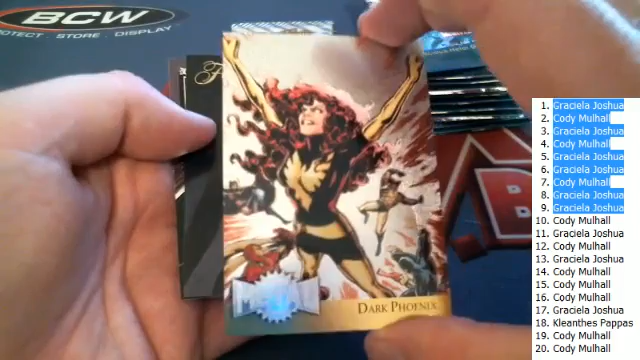 BCW
PROTECT . STORE . DISPLAY
F
METAL
DARK PHOENIX
1. Graciela Joshua
2. Cody Mulhall
3. Graciela Joshua
4. Cody Mulhall
5. Graciela Joshua
6. Graciela Joshua
7. Cody Mulhall
8. Graciela Joshua
9. Graciela Joshua
10. Cody Mulhall
11. Graciela Joshua
12. Cody Mulhall
13. Graciela Joshua
14. Cody Mulhall
15. Cody Mulhall
16. Cody Mulhall
17. Graciela Joshua
18. Kleanthes Pappas
19. Cody Mulhall
20. Cody Mulhall